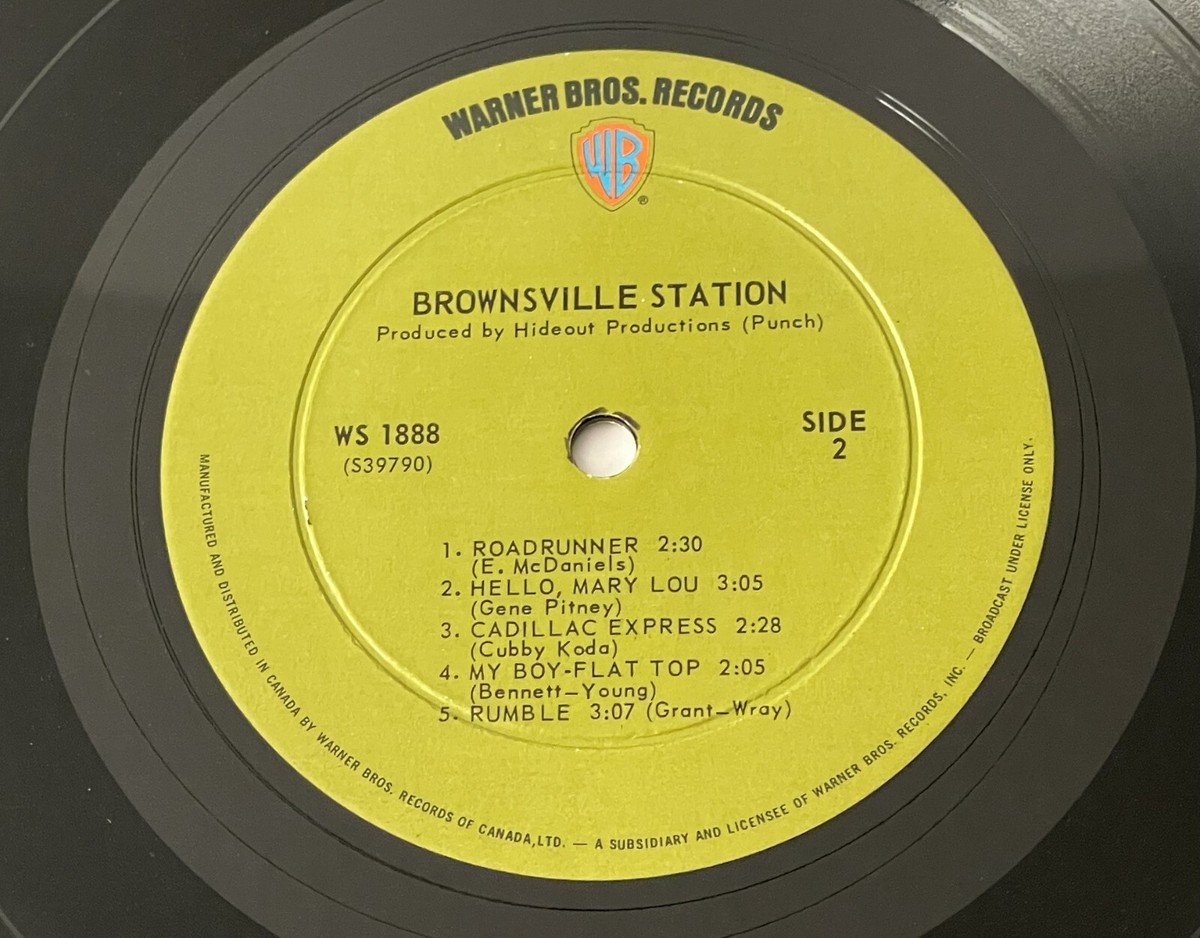 WARNER BROS. RECORDS
WB
®
BROWNSVILLE STATION
Produced by Hideout Productions (Punch)
WS 1888
(S39790)
SIDE
2
1. ROADRUNNER 2:30
(E. McDaniels)
2. HELLO, MARY LOU 3:05
(Gene Pitney)
3. CADILLAC EXPRESS 2:28
(Cubby Koda)
4. MY BOY-FLAT TOP 2:05
(Bennett—Young)
5. RUMBLE 3:07 (Grant—Wray)
MANUFACTURED AND DISTRIBUTED IN CANADA BY WARNER BROS. RECORDS OF CANADA,LTD. — A SUBSIDIARY AND LICENSEE OF WARNER BROS. RECORDS, INC. — BROADCAST UNDER LICENSE ONLY.